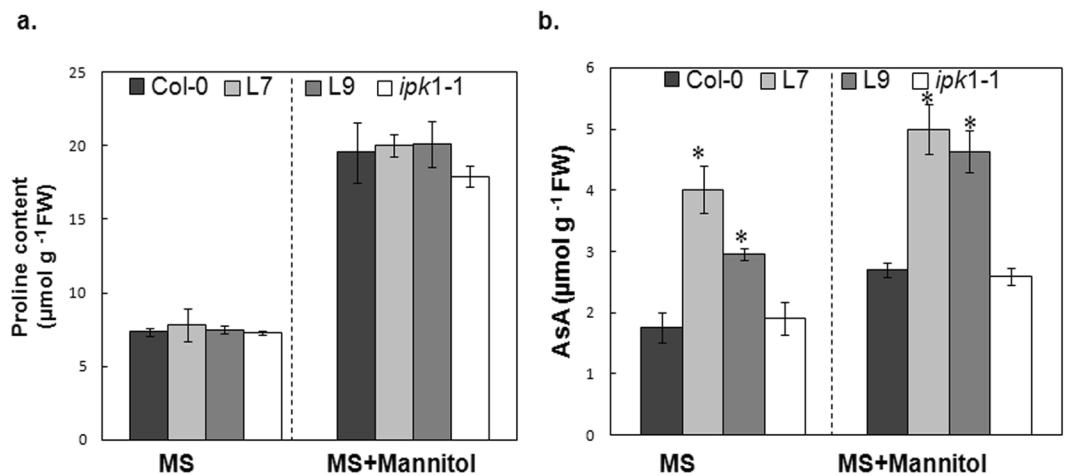 a.
Col-0 L7 L9 ipk1-1
Proline content
(µmol g -1 FW)
25
20
15
10
5
0
MS MS+Mannitol
b.
Col-0 L7 L9 ipk1-1
AsA (µmol g -1 FW)
6
5
4
3
2
1
0
* * * *
MS MS+Mannitol